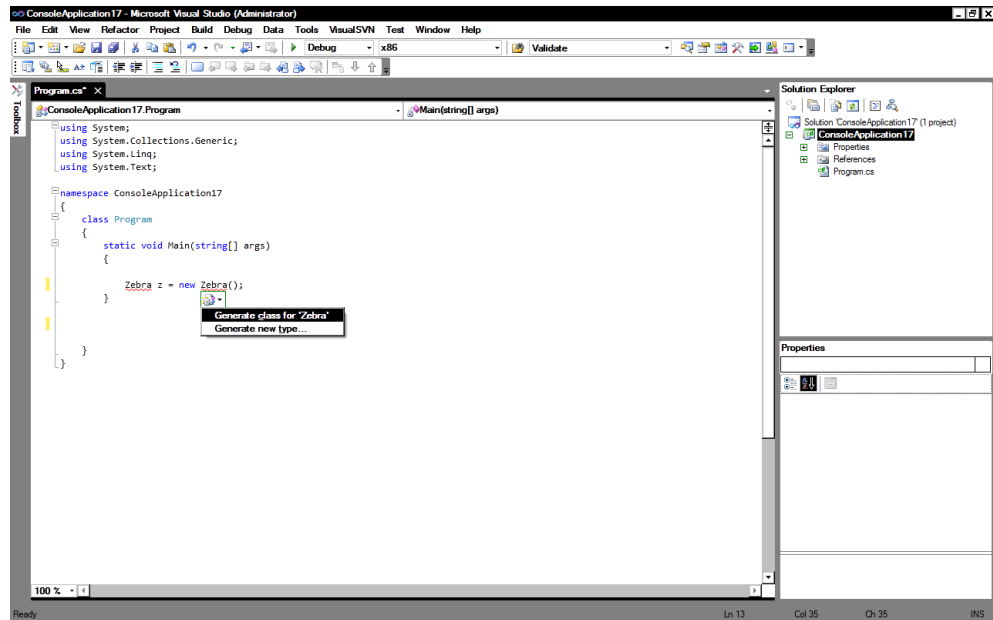 ConsoleApplication17 - Microsoft Visual Studio (Administrator)
File Edit View Refactor Project Build Debug Data Tools VisualSVN Test Window Help
Debug x86 Validate
Program.cs* X
Toolbox
ConsoleApplication17.Program Main(string[] args)
using System;
using System.Collections.Generic;
using System.Linq;
using System.Text;
namespace ConsoleApplication17
{
class Program
{
static void Main(string[] args)
{
Zebra z = new Zebra();
}
Generate class for 'Zebra'
Generate new type...
}
}
100 %
Solution Explorer
Solution 'ConsoleApplication17' (1 project)
ConsoleApplication17
Properties
References
Program.cs
Properties
Ready Ln 13 Col 35 Ch 35 INS